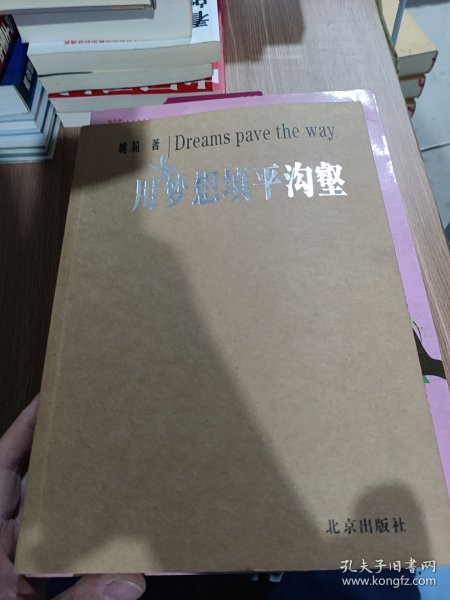 姚莉 著 Dreams pave the way
用梦想填平沟壑
北京出版社
孔夫子旧书网
www.kongfz.com